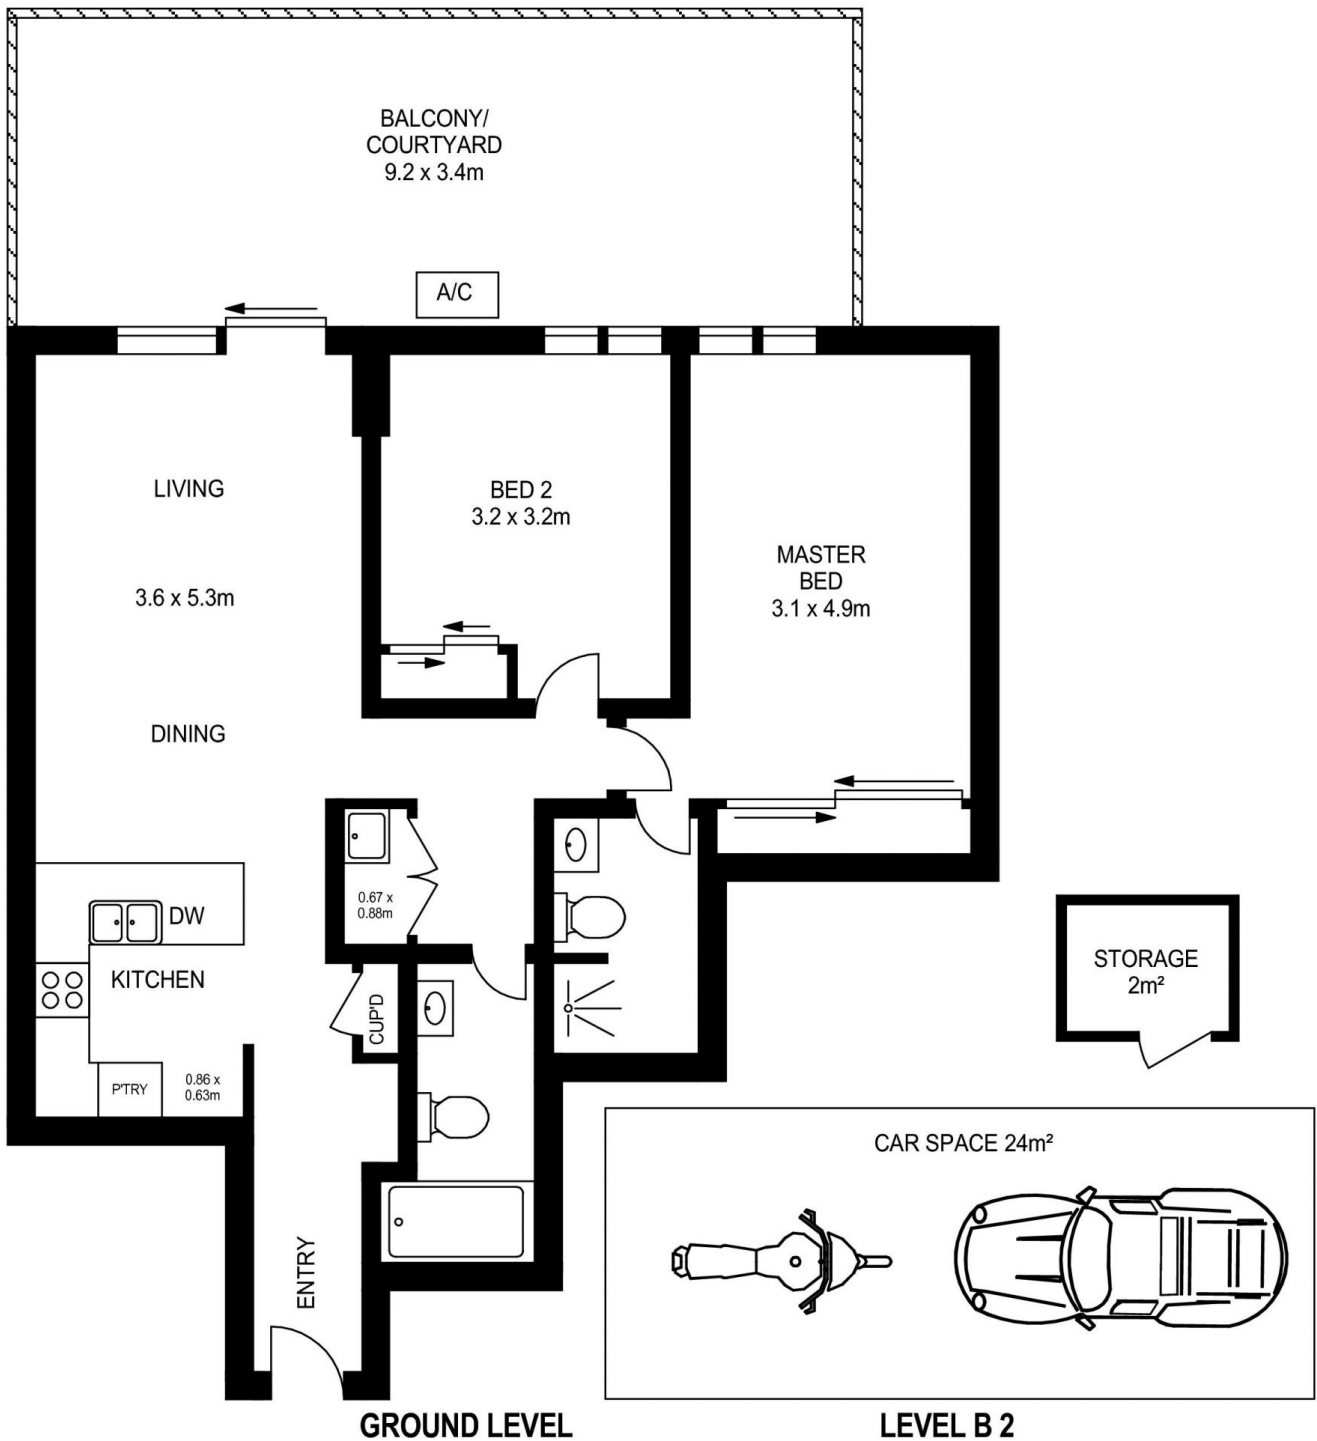 BALCONY/
COURTYARD
9.2 x 3.4m
A/C
LIVING
3.6 x 5.3m
DINING
BED 2
3.2 x 3.2m
MASTER
BED
3.1 x 4.9m
0.67 x
0.88m
DW
KITCHEN
CUP'D
P'TRY
0.86 x
0.63m
ENTRY
STORAGE
2m²
CAR SPACE 24m²
GROUND LEVEL
LEVEL B 2